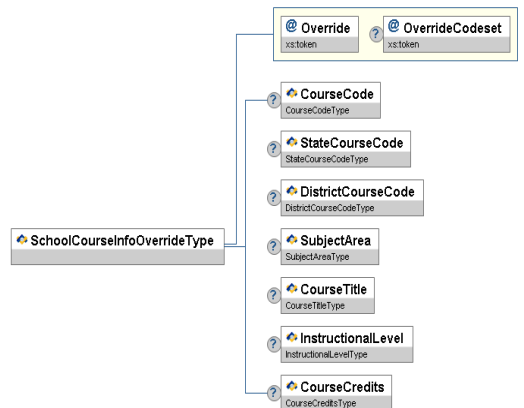 @ Override
xs:token
? @ OverrideCodeset
xs:token
? CourseCode
CourseCodeType
? StateCourseCode
StateCourseCodeType
? DistrictCourseCode
DistrictCourseCodeType
SchoolCourseInfoOverrideType
? SubjectArea
SubjectAreaType
? CourseTitle
CourseTitleType
? InstructionalLevel
InstructionalLevelType
? CourseCredits
CourseCreditsType